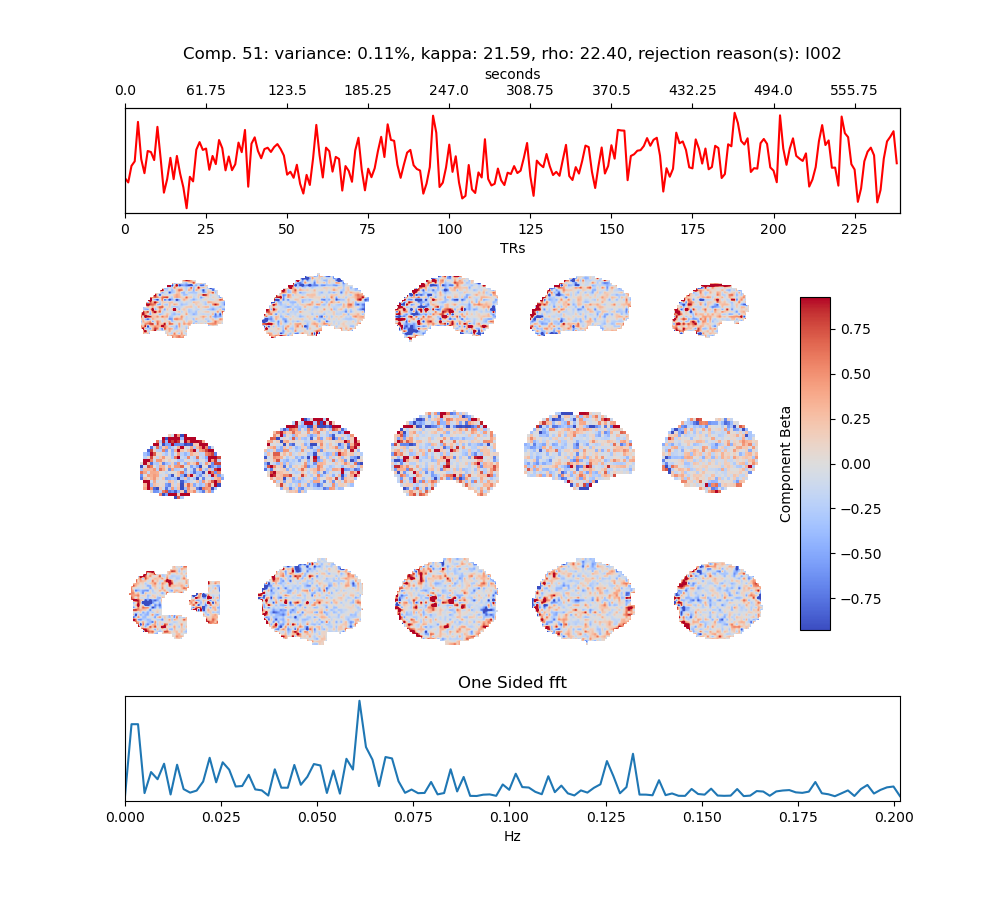 Comp. 51: variance: 0.11%, kappa: 21.59, rho: 22.40, rejection reason(s): I002
seconds
0.0 61.75 123.5 185.25 247.0 308.75 370.5 432.25 494.0 555.75
0 25 50 75 100 125 150 175 200 225
TRs
0.75
0.50
0.25
0.00
−0.25
−0.50
−0.75
Component Beta
One Sided fft
0.000 0.025 0.050 0.075 0.100 0.125 0.150 0.175 0.200
Hz